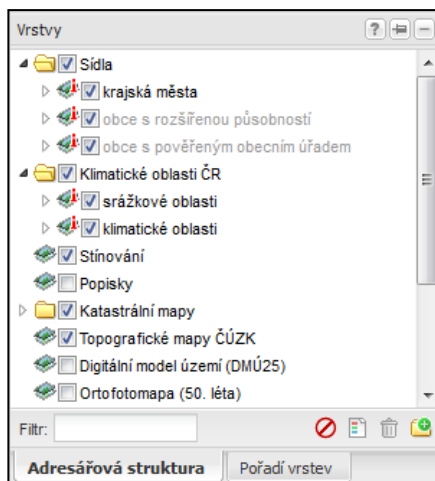 Vrstvy
Sídla
krajská města
obce s rozšířenou působností
obce s pověřeným obecním úřadem
Klimatické oblasti ČR
srážkové oblasti
klimatické oblasti
Stínování
Popisky
Katastrální mapy
Topografické mapy ČÚZK
Digitální model území (DMÚ25)
Ortofotomapa (50. léta)
Filtr:
Adresářová struktura Pořadí vrstev